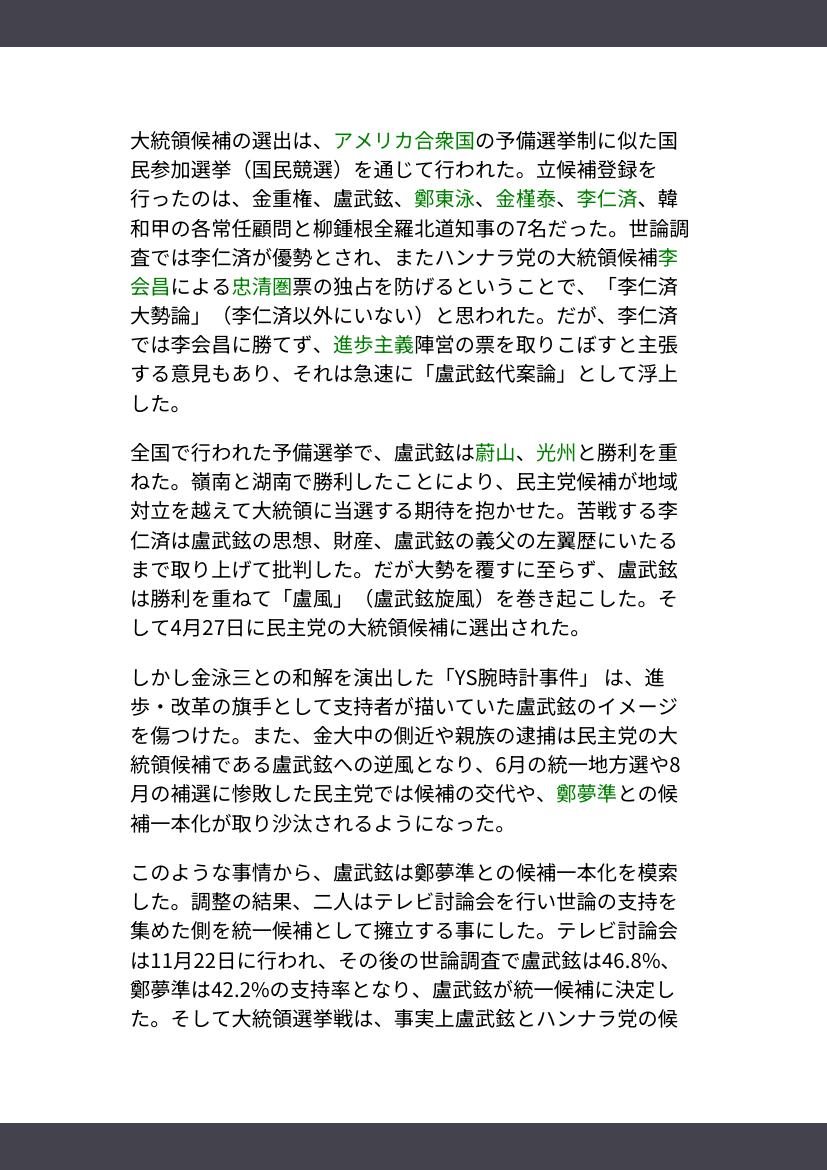 大統領候補の選出は、アメリカ合衆国の予備選挙制に似た国
民参加選挙（国民競選）を通じて行われた。立候補登録を
行ったのは、金重権、盧武鉉、鄭東泳、金槿泰、李仁済、韓
和甲の各常任顧問と柳鍾根全羅北道知事の7名だった。世論調
査では李仁済が優勢とされ、またハンナラ党の大統領候補李
会昌による忠清圏票の独占を防げるということで、「李仁済
大勢論」（李仁済以外にいない）と思われた。だが、李仁済
では李会昌に勝てず、進歩主義陣営の票を取りこぼすと主張
する意見もあり、それは急速に「盧武鉉代案論」として浮上
した。
全国で行われた予備選挙で、盧武鉉は蔚山、光州と勝利を重
ねた。嶺南と湖南で勝利したことにより、民主党候補が地域
対立を越えて大統領に当選する期待を抱かせた。苦戦する李
仁済は盧武鉉の思想、財産、盧武鉉の義父の左翼歴にいたる
まで取り上げて批判した。だが大勢を覆すに至らず、盧武鉉
は勝利を重ねて「盧風」（盧武鉉旋風）を巻き起こした。そ
して4月27日に民主党の大統領候補に選出された。
しかし金泳三との和解を演出した「YS腕時計事件」 は、進
歩・改革の旗手として支持者が描いていた盧武鉉のイメージ
を傷つけた。また、金大中の側近や親族の逮捕は民主党の大
統領候補である盧武鉉への逆風となり、6月の統一地方選や8
月の補選に惨敗した民主党では候補の交代や、鄭夢準との候
補一本化が取り沙汰されるようになった。
このような事情から、盧武鉉は鄭夢準との候補一本化を模索
した。調整の結果、二人はテレビ討論会を行い世論の支持を
集めた側を統一候補として擁立する事にした。テレビ討論会
は11月22日に行われ、その後の世論調査で盧武鉉は46.8%、
鄭夢準は42.2%の支持率となり、盧武鉉が統一候補に決定し
た。そして大統領選挙戦は、事実上盧武鉉とハンナラ党の候